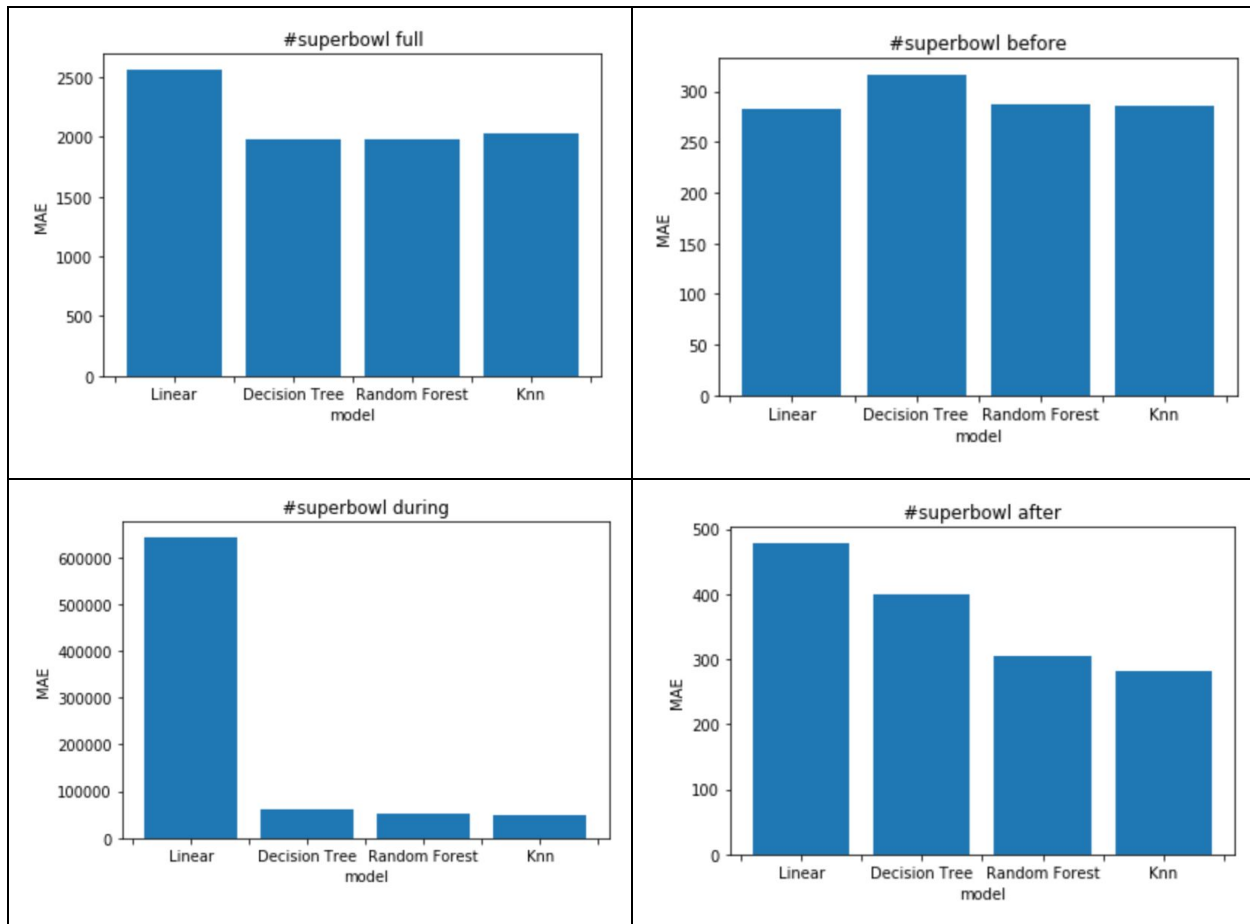 #superbowl full
MAE
2500
2000
1500
1000
500
0
Linear Decision Tree Random Forest Knn
model
#superbowl before
MAE
300
250
200
150
100
50
0
Linear Decision Tree Random Forest Knn
model
#superbowl during
MAE
600000
500000
400000
300000
200000
100000
0
Linear Decision Tree Random Forest Knn
model
#superbowl after
MAE
500
400
300
200
100
0
Linear Decision Tree Random Forest Knn
model